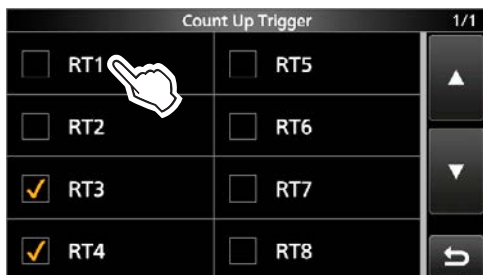 Count Up Trigger 1/1
RT1 RT5
RT2 RT6
RT3 RT7
RT4 RT8